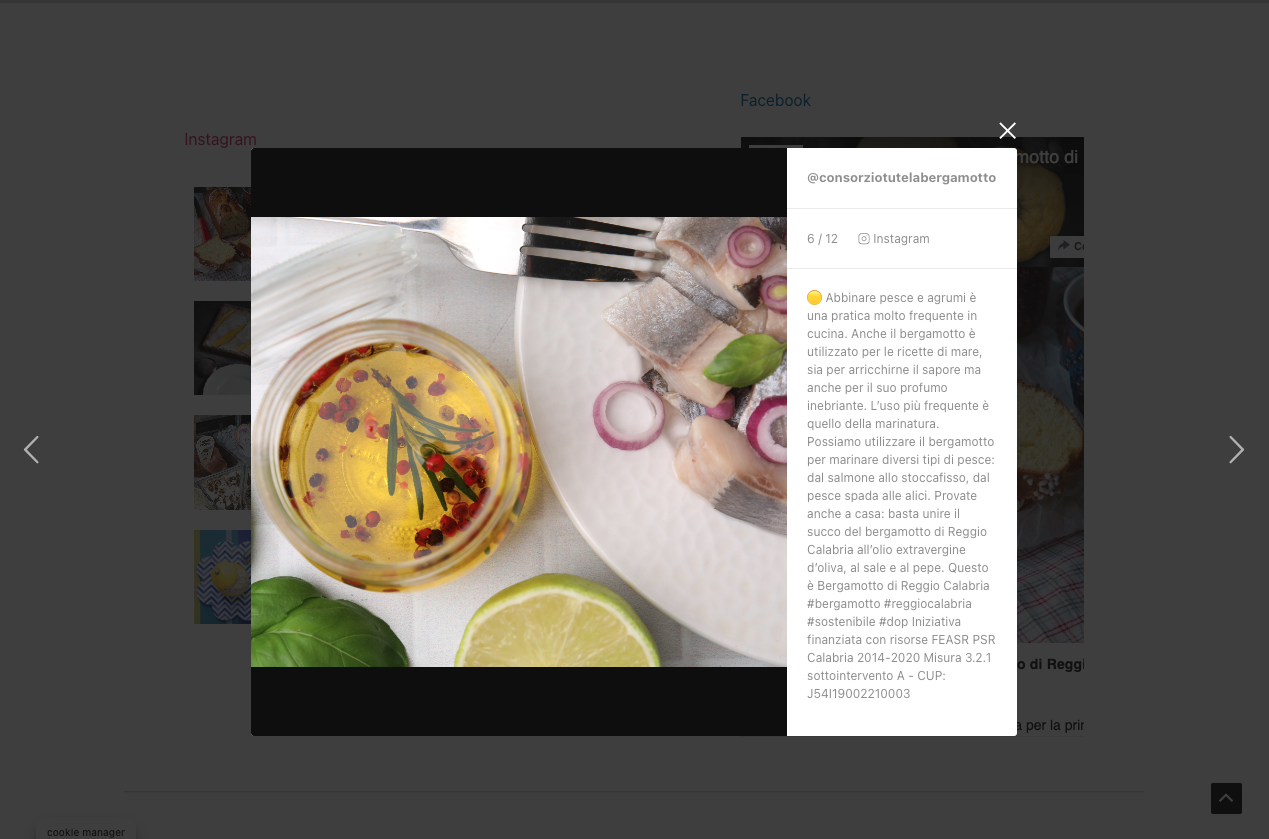 Facebook
Instagram
@consorziotutelabergamotto
motto di
6 / 12 Instagram
🟡 Abbinare pesce e agrumi è
una pratica molto frequente in
cucina. Anche il bergamotto è
utilizzato per le ricette di mare,
sia per arricchirne il sapore ma
anche per il suo profumo
inebriante. L’uso più frequente è
quello della marinatura.
Possiamo utilizzare il bergamotto
per marinare diversi tipi di pesce:
dal salmone allo stoccafisso, dal
pesce spada alle alici. Provate
anche a casa: basta unire il
succo del bergamotto di Reggio
Calabria all’olio extravergine
d’oliva, al sale e al pepe. Questo
è Bergamotto di Reggio Calabria
#bergamotto #reggiocalabria
#sostenibile #dop Iniziativa
finanziata con risorse FEASR PSR
Calabria 2014-2020 Misura 3.2.1
sottointervento A - CUP:
J54I19002210003
o di Reggi
a per la prir
cookie manager